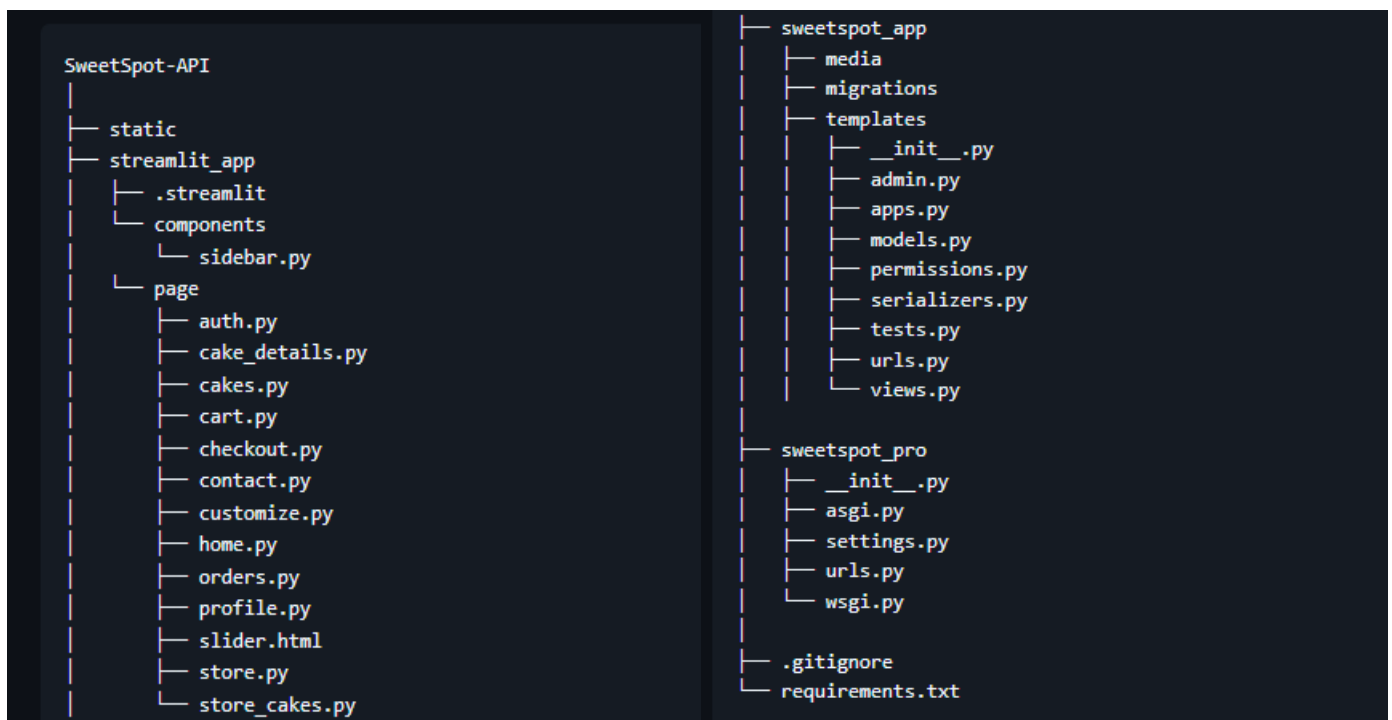 SweetSpot-API
│
├── static
├── streamlit_app
│   ├── .streamlit
│   └── components
│       └── sidebar.py
│   └── page
│       ├── auth.py
│       ├── cake_details.py
│       ├── cakes.py
│       ├── cart.py
│       ├── checkout.py
│       ├── contact.py
│       ├── customize.py
│       ├── home.py
│       ├── orders.py
│       ├── profile.py
│       ├── slider.html
│       ├── store.py
│       └── store_cakes.py
├── sweetspot_app
│   ├── media
│   ├── migrations
│   ├── templates
│   │   ├── __init__.py
│   │   ├── admin.py
│   │   ├── apps.py
│   │   ├── models.py
│   │   ├── permissions.py
│   │   ├── serializers.py
│   │   ├── tests.py
│   │   ├── urls.py
│   │   └── views.py
│
├── sweetspot_pro
│   ├── __init__.py
│   ├── asgi.py
│   ├── settings.py
│   ├── urls.py
│   └── wsgi.py
│
├── .gitignore
└── requirements.txt